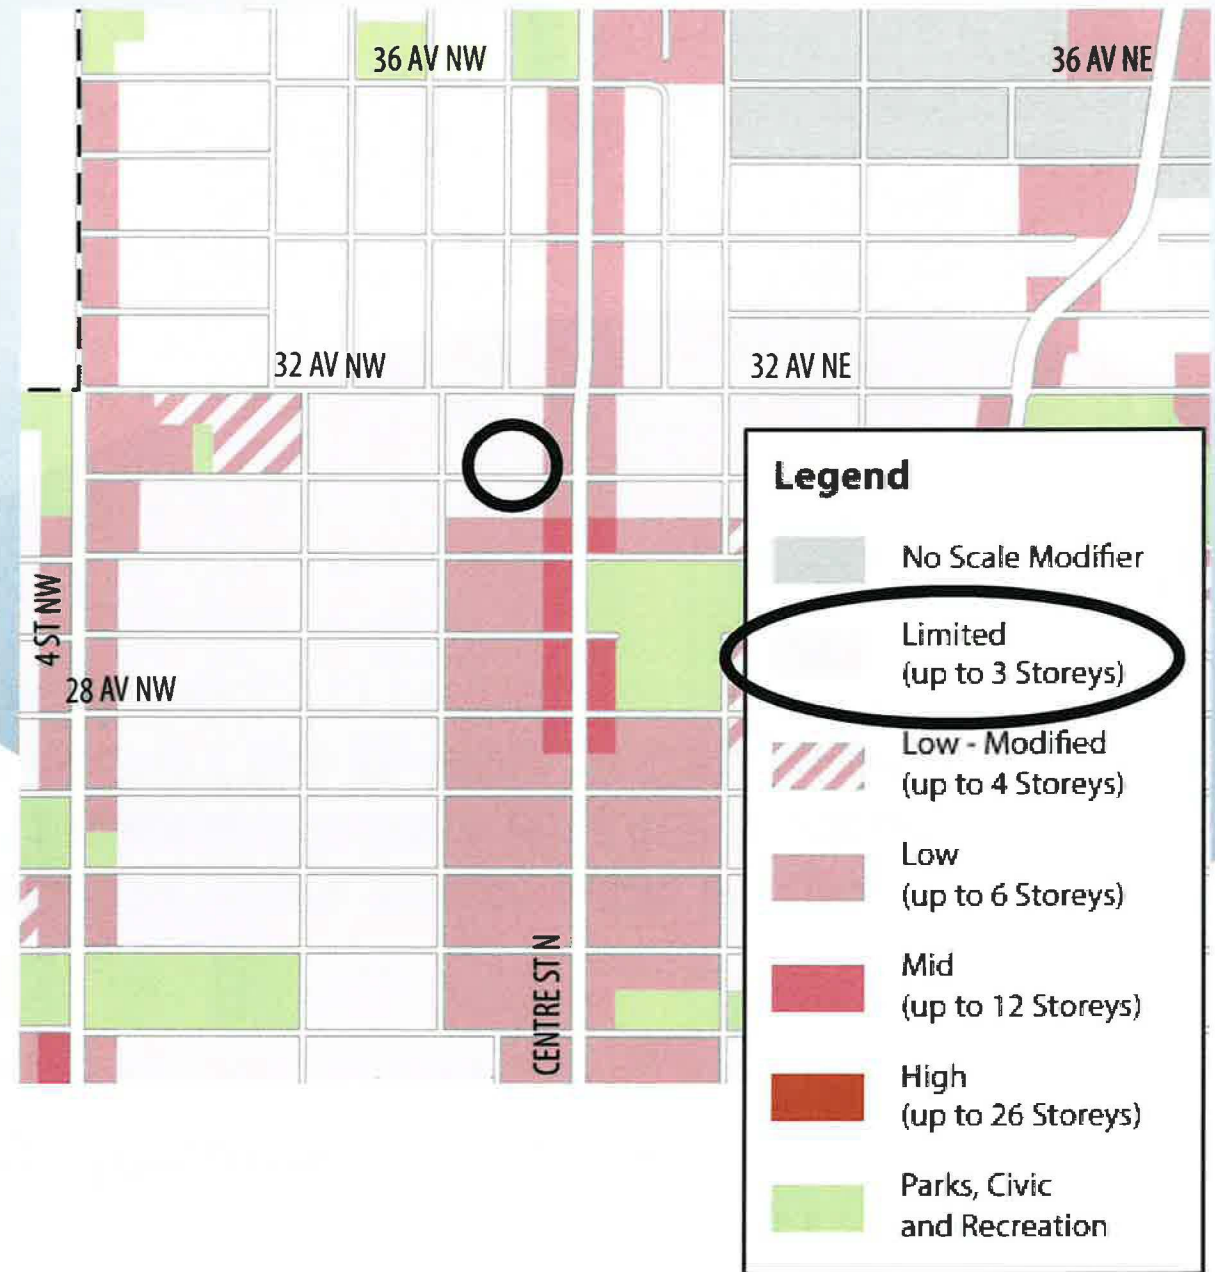 36 AV NW
36 AV NE
32 AV NW
32 AV NE
4 ST NW
28 AV NW
CENTRE ST N
Legend
No Scale Modifier
Limited
(up to 3 Storeys)
Low - Modified
(up to 4 Storeys)
Low
(up to 6 Storeys)
Mid
(up to 12 Storeys)
High
(up to 26 Storeys)
Parks, Civic
and Recreation